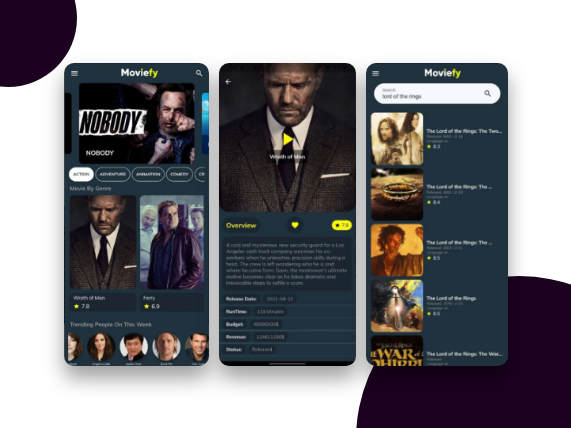 Moviefy
NOBODY
NOBODY
ACTION
ADVENTURE
ANIMATION
COMEDY
CR
Movie By Genre
Wrath of Man
7.8
Ferry
6.9
Trending People On This Week
Wrath of Man
Overview
7.8
A cold and mysterious new security guard for a Los
Angeles cash truck company surprises his co-
workers when he unleashes precision skills during a
heist. The crew is left wondering who he is and
where he came from. Soon, the marksman's ultimate
motive becomes clear as he takes dramatic and
irrevocable steps to settle a score.
Release Date: 2021-04-22
RunTime: 119 Minutes
Budget: 40000000$
Revenue:
Status: Released
Moviefy
Search
lord of the rings
The Lord of the Rings: The Two...
8.3
The Lord of the Rings: The ...
8.4
The Lord of the Rings: The ...
8.5
The Lord of the Rings
6.5
The Lord of the Rings: The War...
WAR